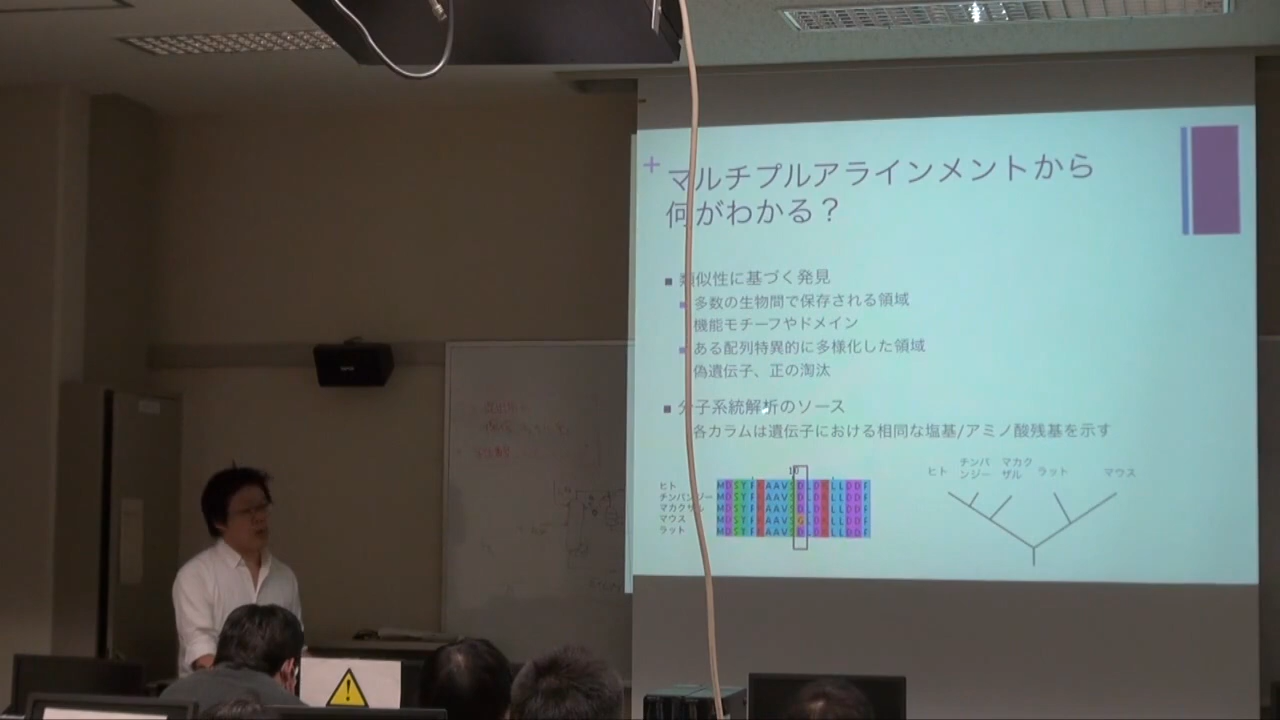 +
マルチプルアラインメントから
何がわかる？
■ 類似性に基づく発見
■ 多数の生物間で保存される領域
機能モチーフやドメイン
■ ある配列特異的に多様化した領域
偽遺伝子、正の淘汰
■ 分子系統解析のソース
各カラムは遺伝子における相同な塩基/アミノ酸残基を示す
10
ヒト
チンパンジー
マカクザル
マウス
ラット
ヒト
チンパ
ンジー
マカク
ザル
ラット
マウス